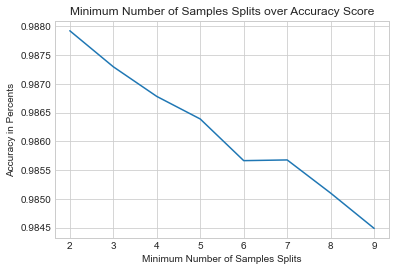 Minimum Number of Samples Splits over Accuracy Score
0.9880
0.9875
0.9870
0.9865
0.9860
0.9855
0.9850
0.9845
Accuracy in Percents
2 3 4 5 6 7 8 9
Minimum Number of Samples Splits